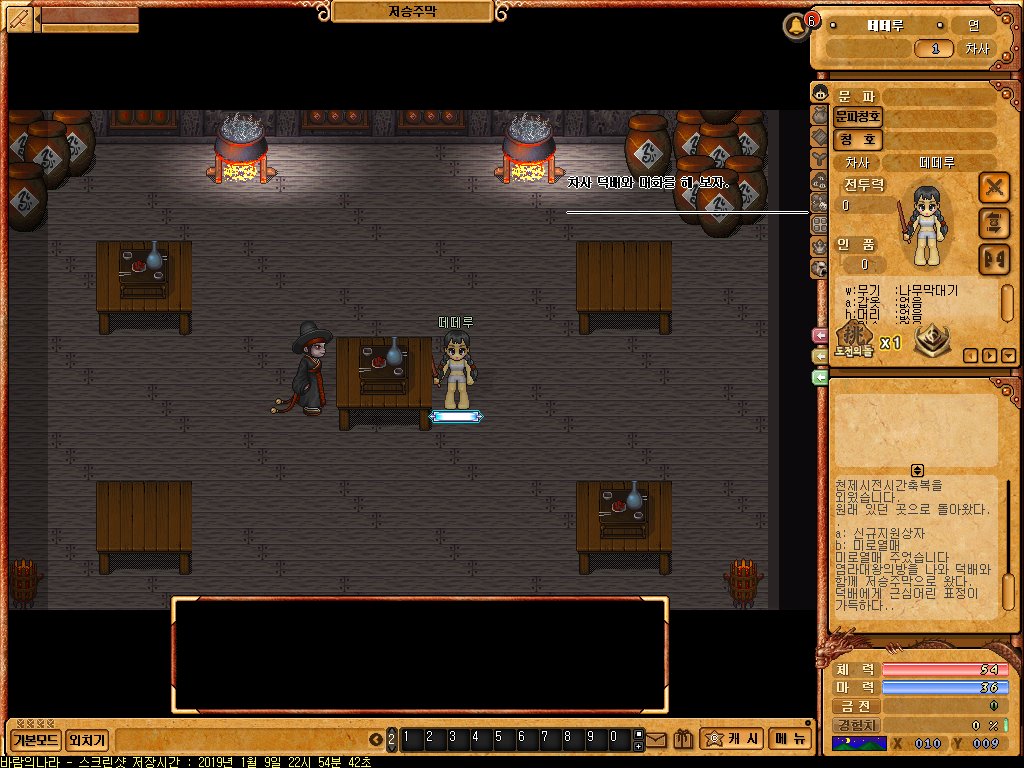 저승주막
6
떼떼루
연
1
차사
문 파
문파칭호
칭 호
차사
떼떼루
전투력
0
인 품
0
w:무기 :나무막대기
a:갑옷 :없음
h:머리 :없음
도전의돌
x1
차사 덕배와 대화를 해 보자.
떼떼루
천제시전시간축복을
외웠습니다.
원래 있던 곳으로 돌아왔다.
.
a: 신규지원상자
b: 미로열매
미로열매 주웠습니다
염라대왕의방을 나와 덕배와
함께 저승주막으로 왔다.
덕배에게 근심어린 표정이
가득하다..
체 력
54
마 력
36
금 전
0
경험치
0 %
X 010 Y 009
기본모드
외치기
2
1 2 3 4 5 6 7 8 9 0
캐 시
메 뉴
바람의나라 - 스크린샷 저장시간 : 2019년 1월 9일 22시 54분 42초